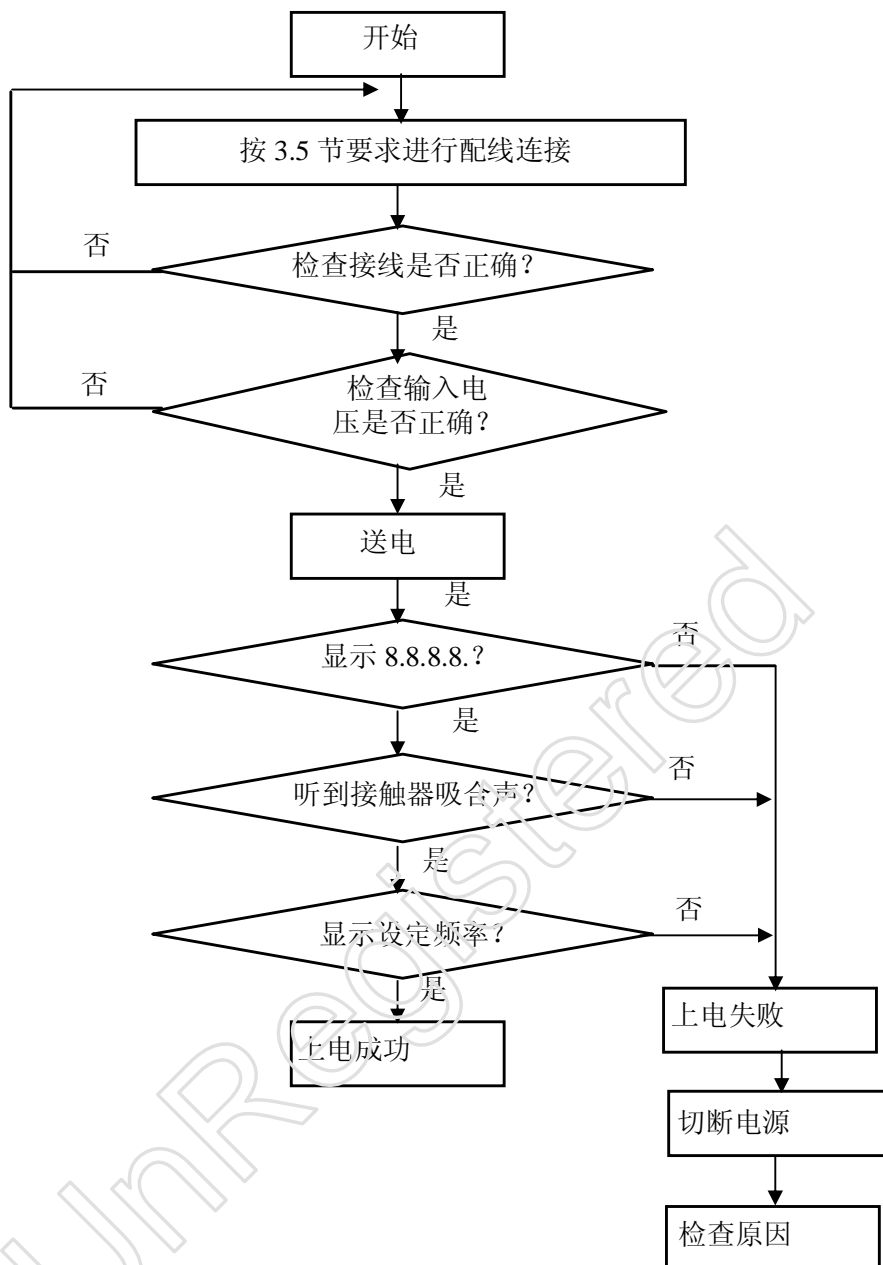 开始
按 3.5 节要求进行配线连接
否
检查接线是否正确？
是
否
检查输入电
压是否正确？
是
送电
是
否
显示 8.8.8.8.？
是
否
听到接触器吸合声？
是
否
显示设定频率？
是
上电失败
上电成功
切断电源
检查原因
UnRegistered